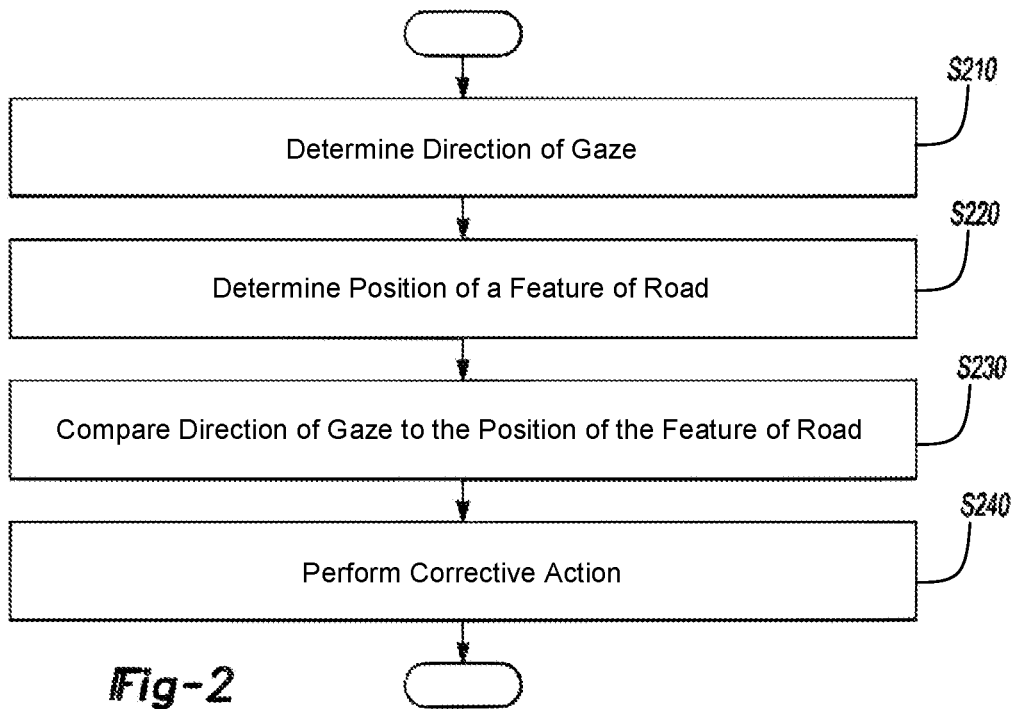 S210
Determine Direction of Gaze
S220
Determine Position of a Feature of Road
S230
Compare Direction of Gaze to the Position of the Feature of Road
S240
Perform Corrective Action
Fig-2